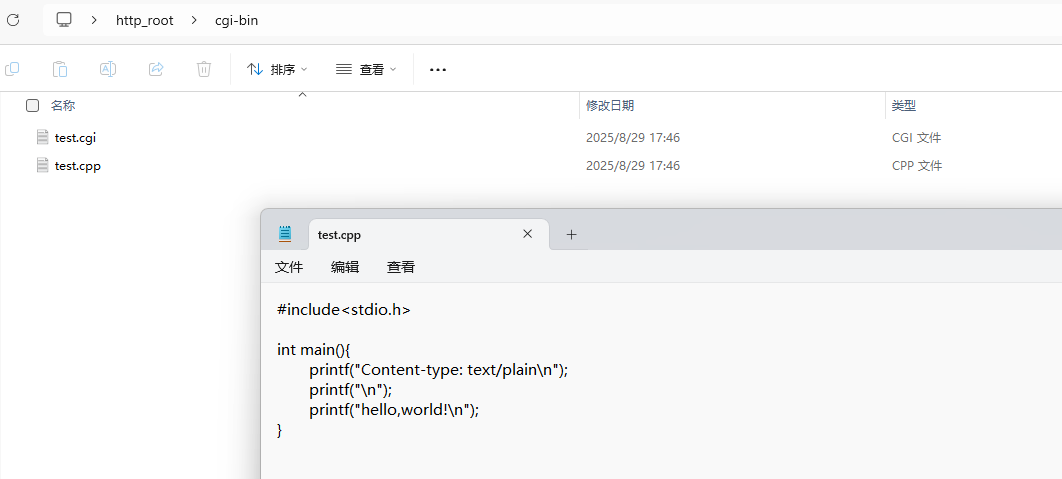 http_root > cgi-bin
排序 查看 ...
名称 修改日期 类型
test.cgi 2025/8/29 17:46 CGI 文件
test.cpp 2025/8/29 17:46 CPP 文件
test.cpp
文件 编辑 查看
#include<stdio.h>
int main(){
printf("Content-type: text/plain\n");
printf("\n");
printf("hello,world!\n");
}